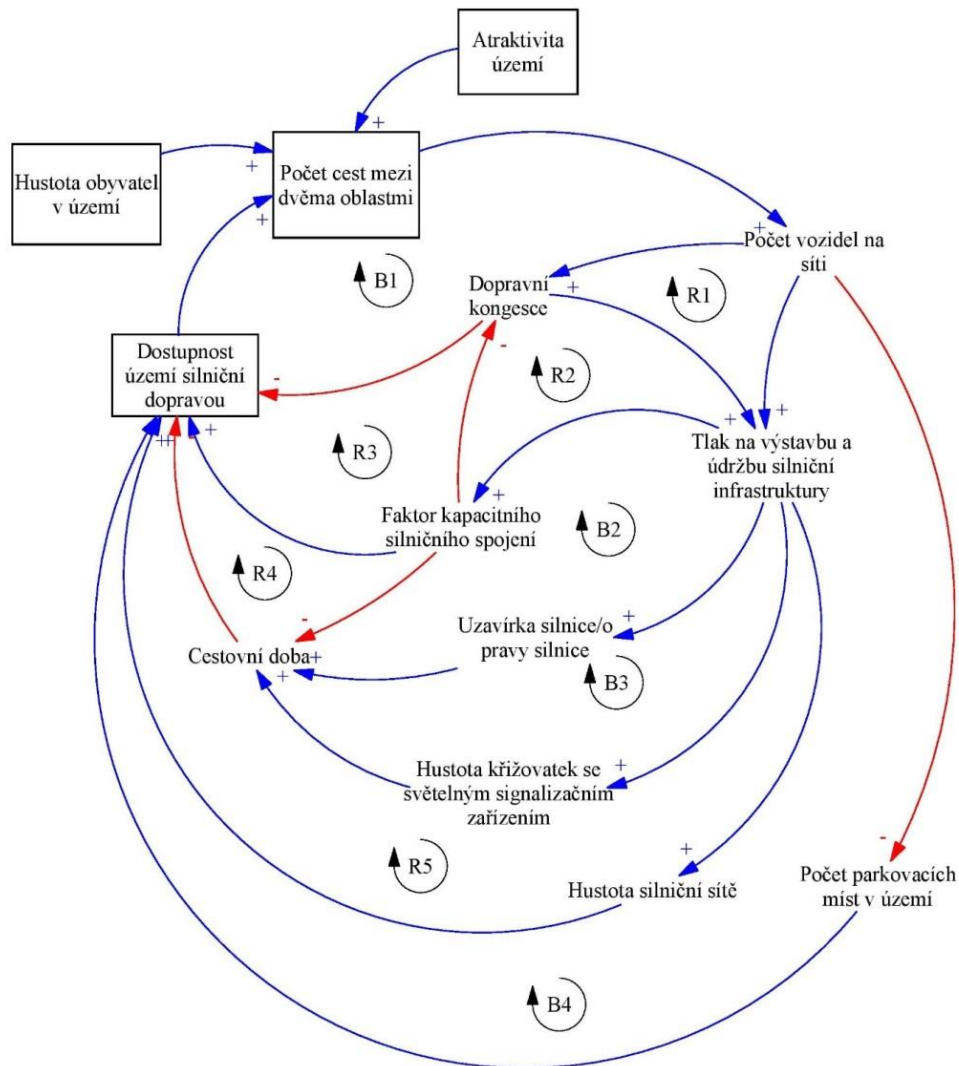 Atraktivita
území
+
Hustota obyvatel
v území
+
Počet cest mezi
dvěma oblastmi
+
+
Počet vozidel na
síti
B1
Dopravní
kongesce
+
R1
-
R2
Dostupnost
území silniční
dopravou
-
++
-
+
R3
+
+
Tlak na výstavbu a
údržbu silniční
infrastruktury
Faktor kapacitního
silničního spojení
+
B2
R4
-
Uzavírka silnice/o
pravy silnice
+
Cestovní doba
+
+
B3
Hustota křižovatek se
světelným signalizačním
zařízením
+
R5
+
Hustota silniční sítě
-
Počet parkovacích
míst v území
B4